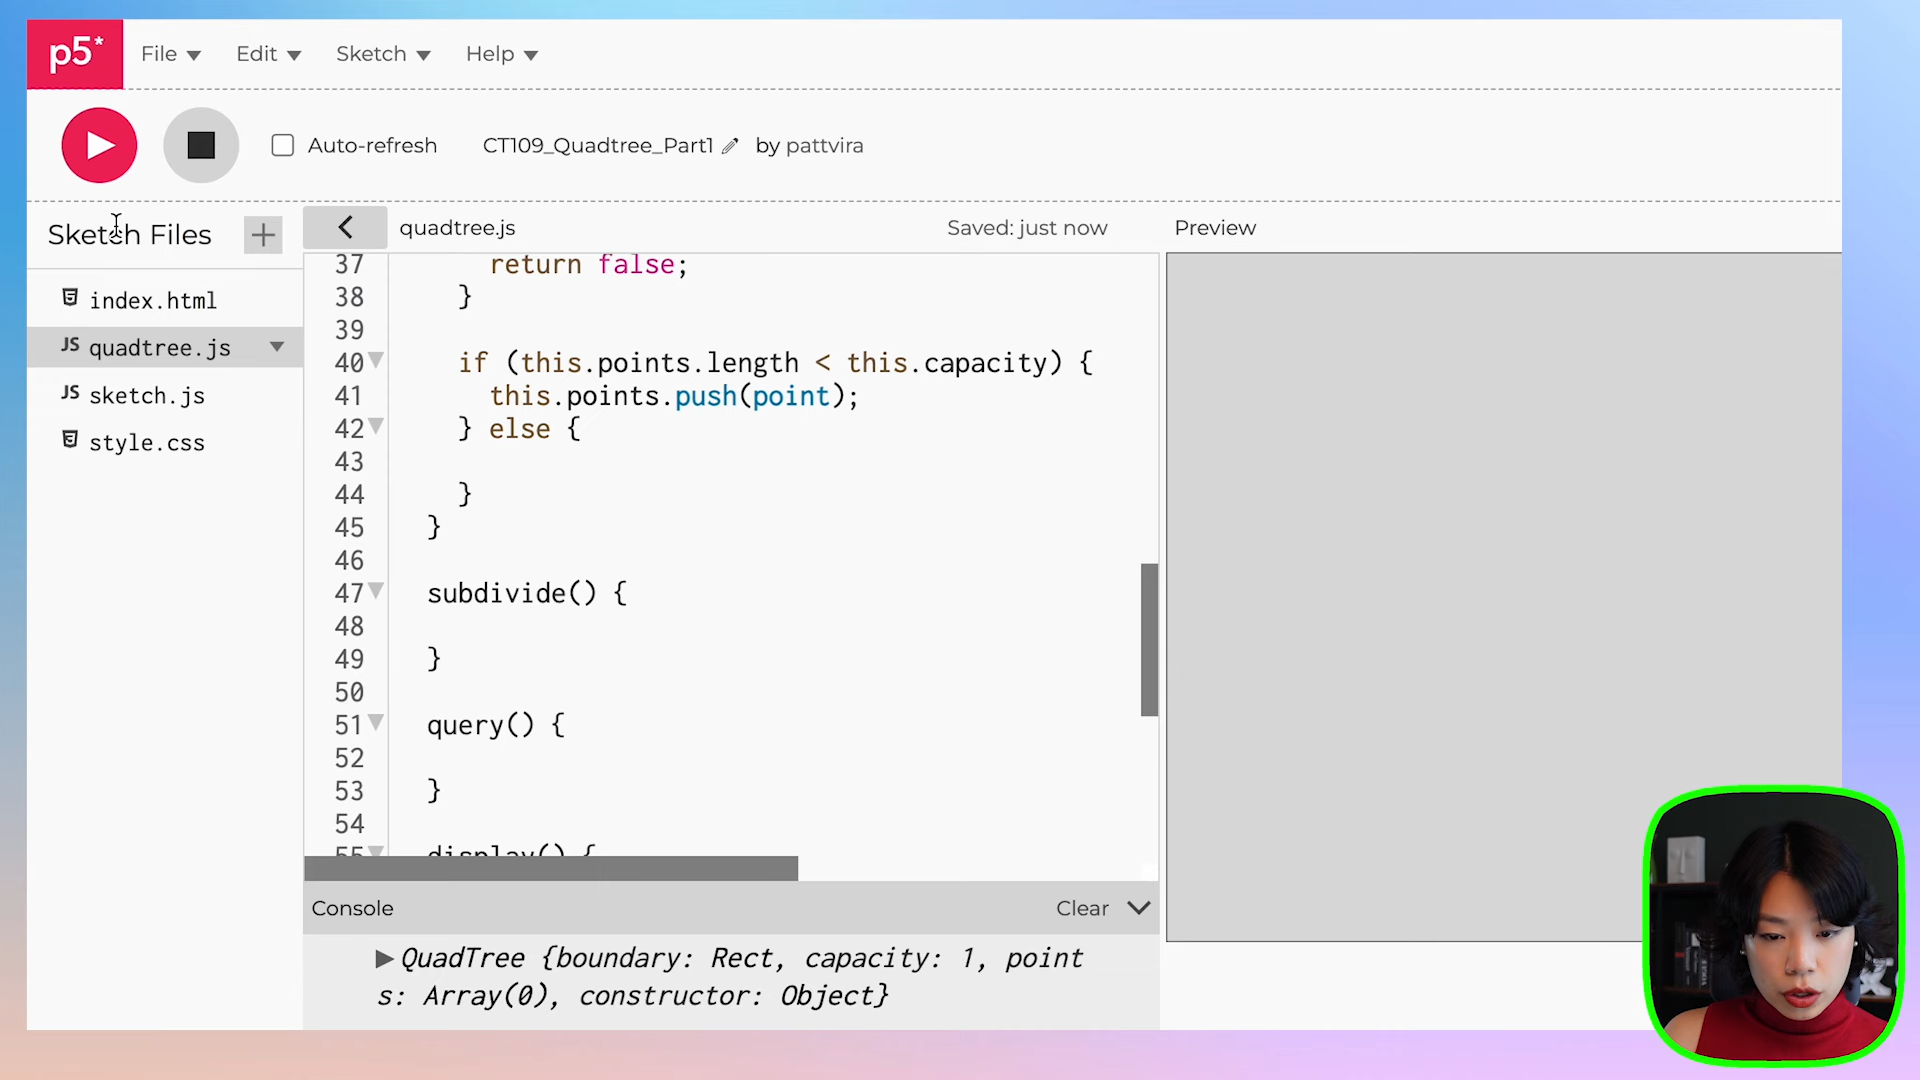 p5* File Edit Sketch Help
Auto-refresh CT109_Quadtree_Part1 by pattvira
Sketch Files
quadtree.js Saved: just now Preview
index.html
JS quadtree.js
JS sketch.js
style.css
37 return false;
38 }
39
40 if (this.points.length < this.capacity) {
41 this.points.push(point);
42 } else {
43
44 }
45 }
46
47 subdivide() {
48
49 }
50
51 query() {
52
53 }
54
55 display() {
Console Clear
QuadTree {boundary: Rect, capacity: 1, point
s: Array(0), constructor: Object}